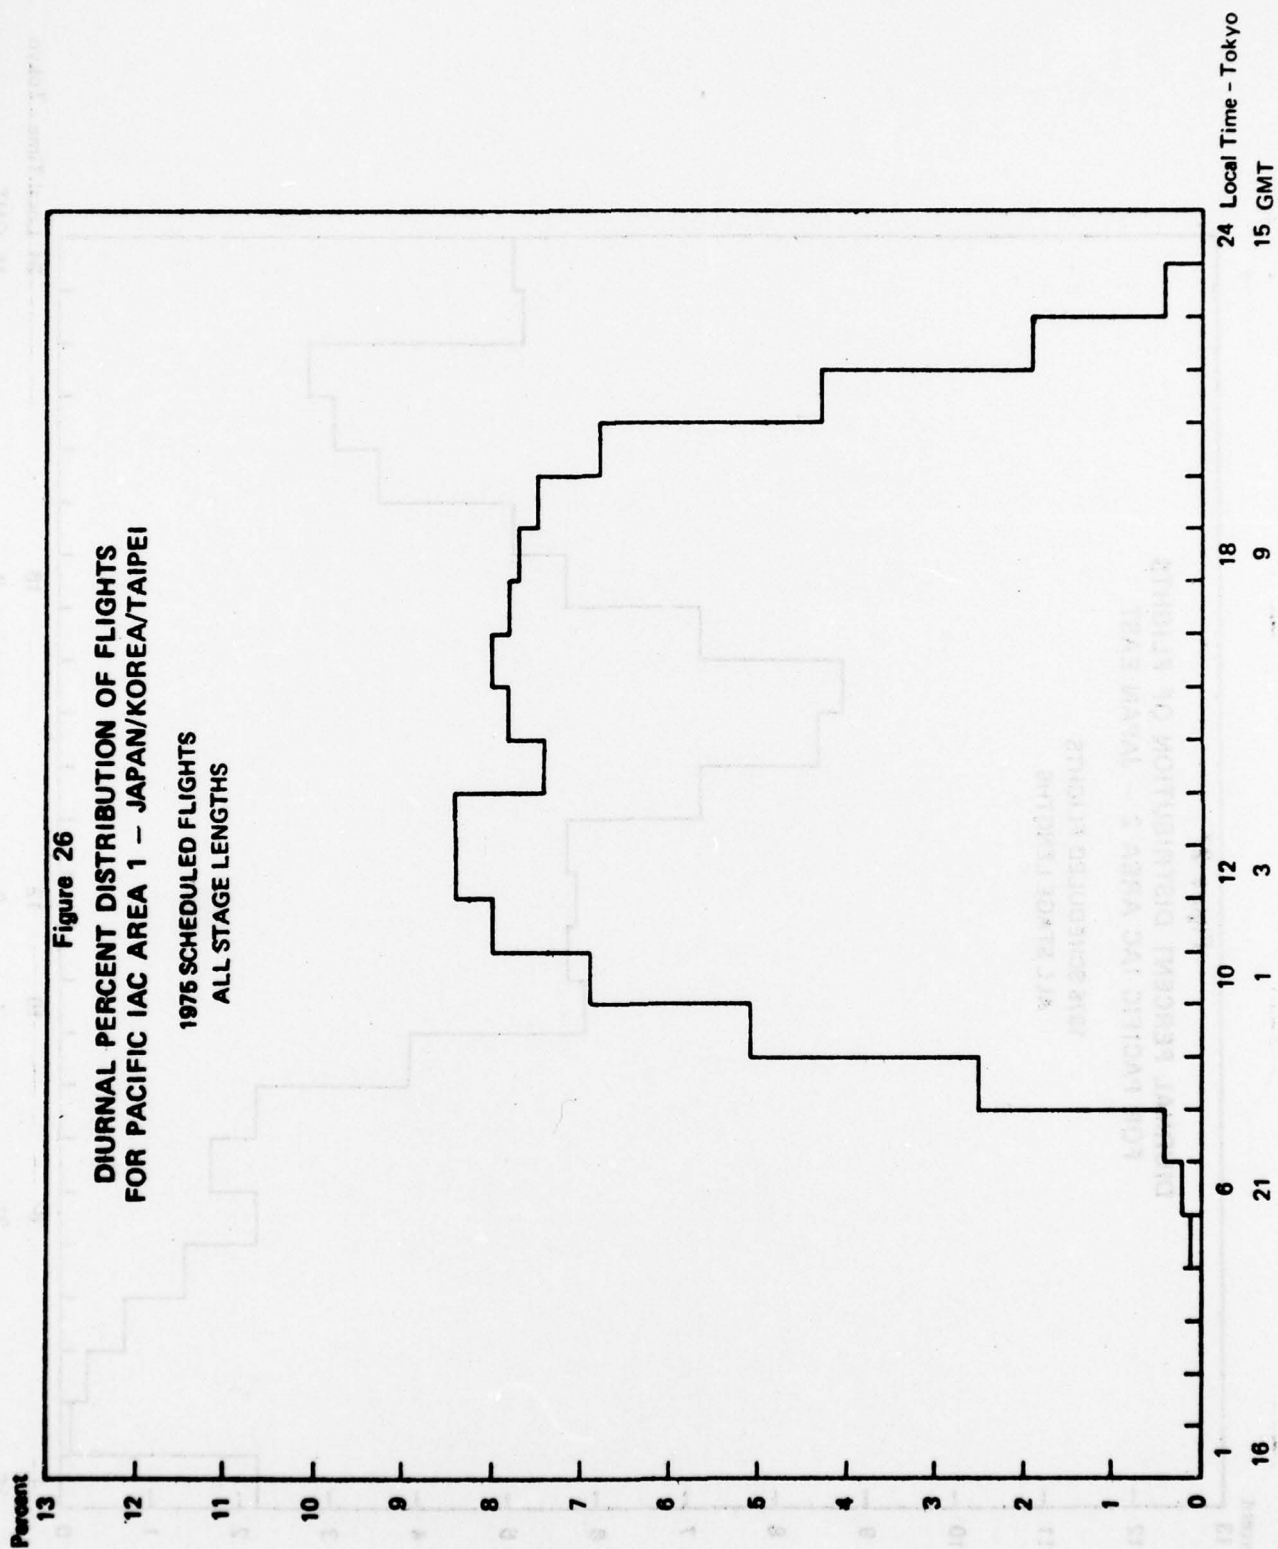 Figure 26
DIURNAL PERCENT DISTRIBUTION OF FLIGHTS
FOR PACIFIC IAC AREA 1 – JAPAN/KOREA/TAIPEI
1975 SCHEDULED FLIGHTS
ALL STAGE LENGTHS
Percent
13
12
11
10
9
8
7
6
5
4
3
2
1
0
1 6 10 12 18 24 Local Time - Tokyo
16 21 1 3 9 15 GMT